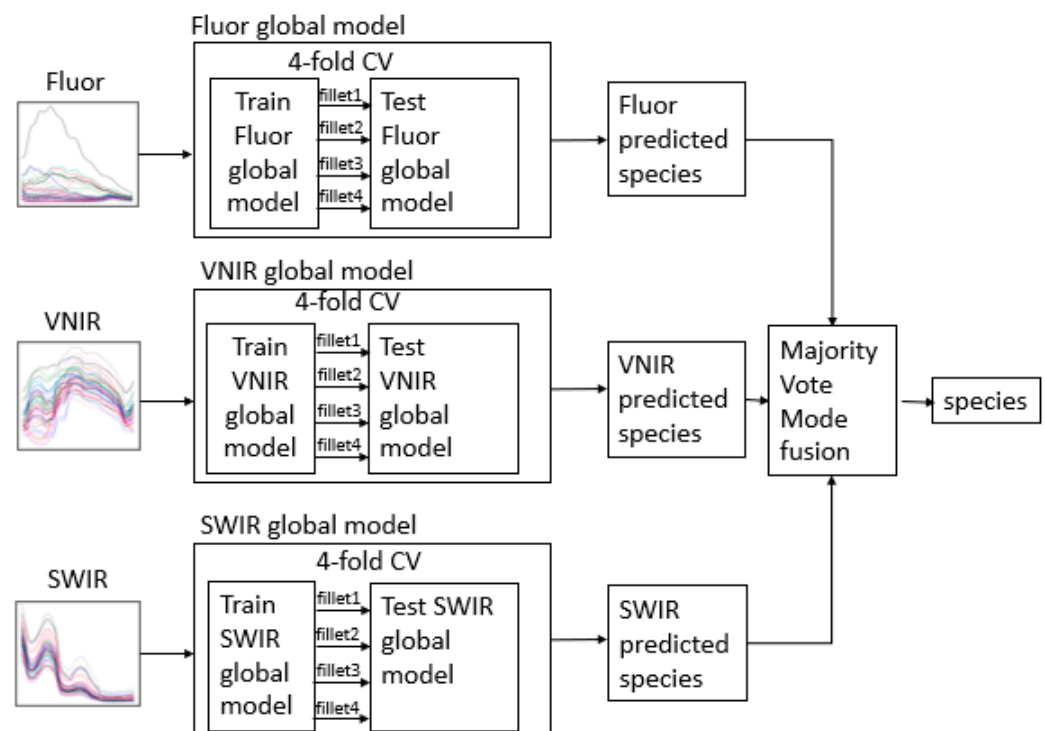 Fluor global model
4-fold CV
Fluor
Train
Fluor
global
model
fillet1
fillet2
fillet3
fillet4
Test
Fluor
global
model
Fluor
predicted
species
VNIR global model
4-fold CV
VNIR
Train
VNIR
global
model
fillet1
fillet2
fillet3
fillet4
Test
VNIR
global
model
VNIR
predicted
species
Majority
Vote
Mode
fusion
species
SWIR global model
4-fold CV
SWIR
Train
SWIR
global
model
fillet1
fillet2
fillet3
fillet4
Test SWIR
global
model
SWIR
predicted
species